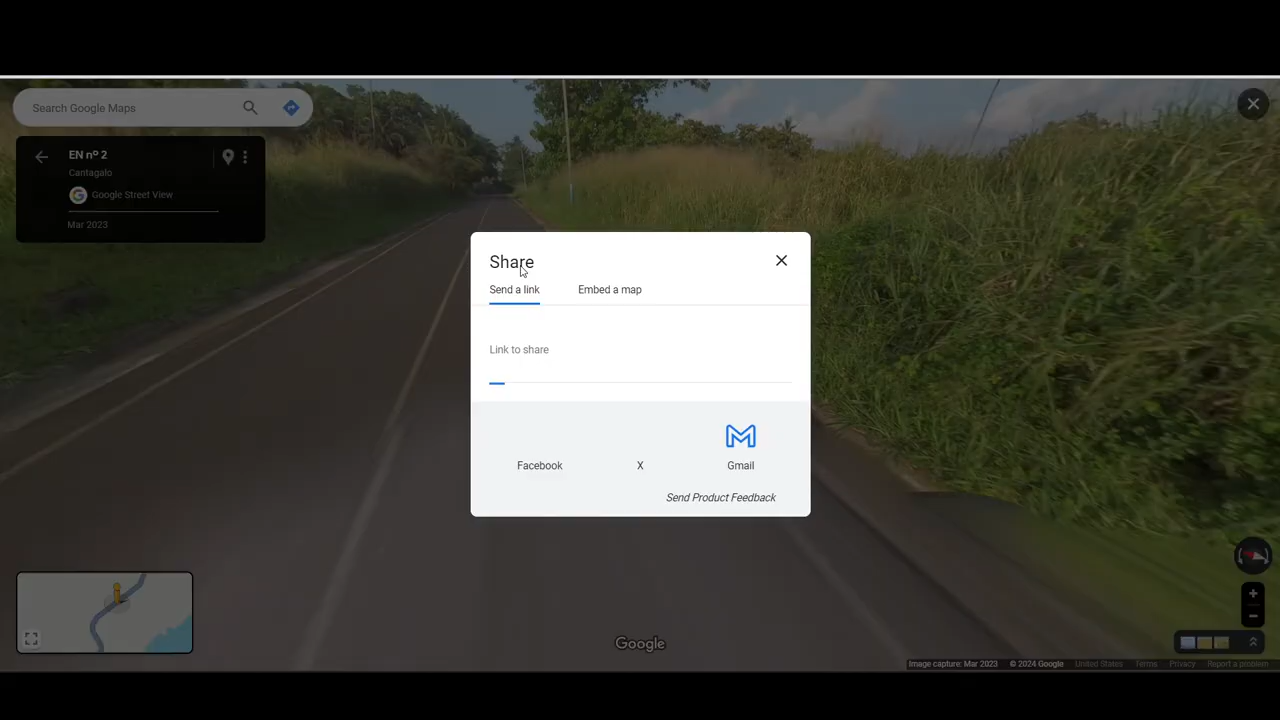 Search Google Maps
EN nº 2
Cantagalo
Google Street View
Mar 2023
Share
Send a link
Embed a map
Link to share
Facebook
X
Gmail
Send Product Feedback
Google
Image capture: Mar 2023 © 2024 Google United States Terms Privacy Report a problem